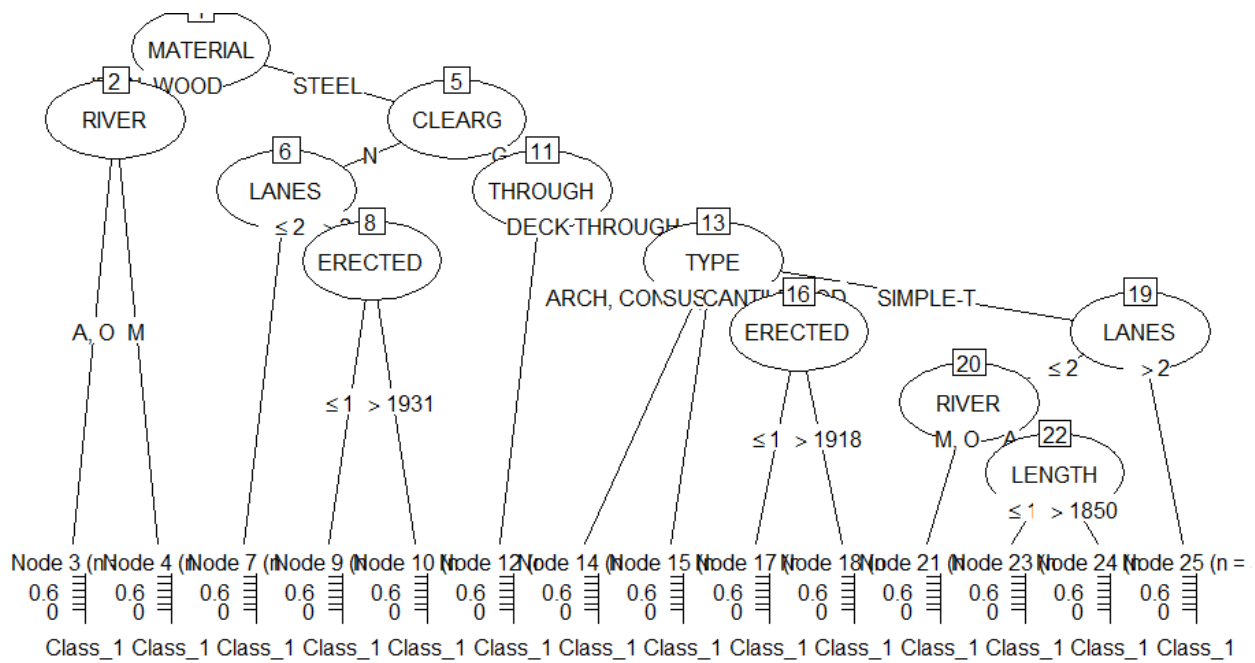 MATERIAL
2 WOOD STEEL 5
RIVER CLEARG
6 N 11
LANES THROUGH
≤ 2 8 DECK THROUGH 13
ERECTED TYPE
ARCH, 16 SIMPLE-T 19
A, O M ERECTED LANES
20 ≤ 2 > 2
≤ 1 > 1931 RIVER
≤ 1 > 1918 M, O A 22
LENGTH
≤ 1 > 1850
Node 3 (n Node 4 (n Node 7 (n Node 9 (n Node 10 (n Node 12 (n Node 14 (n Node 15 (n Node 17 (n Node 18 (n Node 21 (n Node 23 (n Node 24 (n Node 25 (n =
0.6 0.6 0.6 0.6 0.6 0.6 0.6 0.6 0.6 0.6 0.6 0.6 0.6 0.6
0 0 0 0 0 0 0 0 0 0 0 0 0 0
Class_1 Class_1 Class_1 Class_1 Class_1 Class_1 Class_1 Class_1 Class_1 Class_1 Class_1 Class_1 Class_1 Class_1